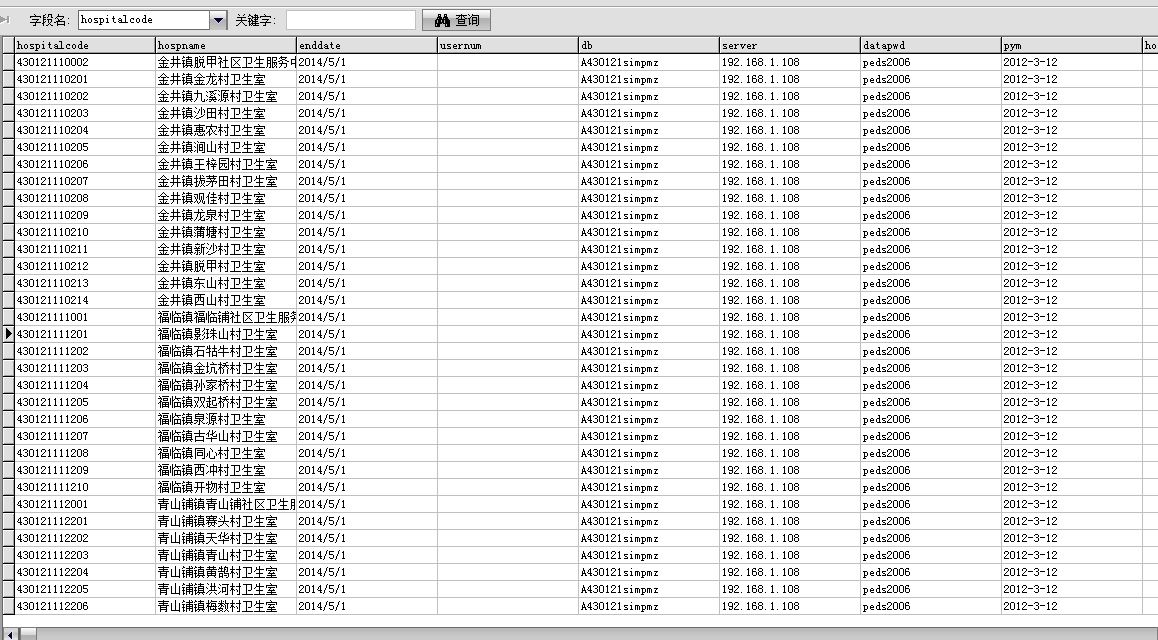 字段名: hospitalcode 关键字: 查询
hospitalcode hospname enddate usernum db server datapwd pym ho
430121110002 金井镇脱甲社区卫生服务中 2014/5/1 A430121simpmz 192.168.1.108 peds2006 2012-3-12
430121110201 金井镇金龙村卫生室 2014/5/1 A430121simpmz 192.168.1.108 peds2006 2012-3-12
430121110202 金井镇九溪源村卫生室 2014/5/1 A430121simpmz 192.168.1.108 peds2006 2012-3-12
430121110203 金井镇沙田村卫生室 2014/5/1 A430121simpmz 192.168.1.108 peds2006 2012-3-12
430121110204 金井镇惠农村卫生室 2014/5/1 A430121simpmz 192.168.1.108 peds2006 2012-3-12
430121110205 金井镇涧山村卫生室 2014/5/1 A430121simpmz 192.168.1.108 peds2006 2012-3-12
430121110206 金井镇王梓园村卫生室 2014/5/1 A430121simpmz 192.168.1.108 peds2006 2012-3-12
430121110207 金井镇拔茅田村卫生室 2014/5/1 A430121simpmz 192.168.1.108 peds2006 2012-3-12
430121110208 金井镇观佳村卫生室 2014/5/1 A430121simpmz 192.168.1.108 peds2006 2012-3-12
430121110209 金井镇龙泉村卫生室 2014/5/1 A430121simpmz 192.168.1.108 peds2006 2012-3-12
430121110210 金井镇蒲塘村卫生室 2014/5/1 A430121simpmz 192.168.1.108 peds2006 2012-3-12
430121110211 金井镇新沙村卫生室 2014/5/1 A430121simpmz 192.168.1.108 peds2006 2012-3-12
430121110212 金井镇脱甲村卫生室 2014/5/1 A430121simpmz 192.168.1.108 peds2006 2012-3-12
430121110213 金井镇东山村卫生室 2014/5/1 A430121simpmz 192.168.1.108 peds2006 2012-3-12
430121110214 金井镇西山村卫生室 2014/5/1 A430121simpmz 192.168.1.108 peds2006 2012-3-12
430121111001 福临镇福临铺社区卫生服务 2014/5/1 A430121simpmz 192.168.1.108 peds2006 2012-3-12
430121111201 福临镇影珠山村卫生室 2014/5/1 A430121simpmz 192.168.1.108 peds2006 2012-3-12
430121111202 福临镇石牯牛村卫生室 2014/5/1 A430121simpmz 192.168.1.108 peds2006 2012-3-12
430121111203 福临镇金坑桥村卫生室 2014/5/1 A430121simpmz 192.168.1.108 peds2006 2012-3-12
430121111204 福临镇孙家桥村卫生室 2014/5/1 A430121simpmz 192.168.1.108 peds2006 2012-3-12
430121111205 福临镇双起桥村卫生室 2014/5/1 A430121simpmz 192.168.1.108 peds2006 2012-3-12
430121111206 福临镇泉源村卫生室 2014/5/1 A430121simpmz 192.168.1.108 peds2006 2012-3-12
430121111207 福临镇古华山村卫生室 2014/5/1 A430121simpmz 192.168.1.108 peds2006 2012-3-12
430121111208 福临镇同心村卫生室 2014/5/1 A430121simpmz 192.168.1.108 peds2006 2012-3-12
430121111209 福临镇西冲村卫生室 2014/5/1 A430121simpmz 192.168.1.108 peds2006 2012-3-12
430121111210 福临镇开物村卫生室 2014/5/1 A430121simpmz 192.168.1.108 peds2006 2012-3-12
430121112001 青山铺镇青山铺社区卫生服 2014/5/1 A430121simpmz 192.168.1.108 peds2006 2012-3-12
430121112201 青山铺镇赛头村卫生室 2014/5/1 A430121simpmz 192.168.1.108 peds2006 2012-3-12
430121112202 青山铺镇天华村卫生室 2014/5/1 A430121simpmz 192.168.1.108 peds2006 2012-3-12
430121112203 青山铺镇青山村卫生室 2014/5/1 A430121simpmz 192.168.1.108 peds2006 2012-3-12
430121112204 青山铺镇黄鹄村卫生室 2014/5/1 A430121simpmz 192.168.1.108 peds2006 2012-3-12
430121112205 青山铺镇洪河村卫生室 2014/5/1 A430121simpmz 192.168.1.108 peds2006 2012-3-12
430121112206 青山铺镇梅数村卫生室 2014/5/1 A430121simpmz 192.168.1.108 peds2006 2012-3-12